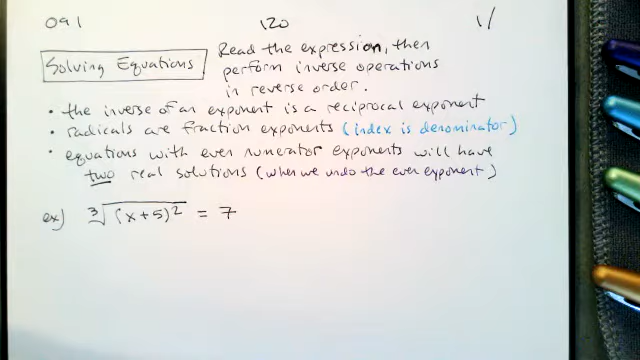 091 120 1/
Solving Equations
Read the expression, then
perform inverse operations
in reverse order.
• the inverse of an exponent is a reciprocal exponent
• radicals are fraction exponents (index is denominator)
• equations with even numerator exponents will have
two real solutions (when we undo the even exponent)
ex) ∛(x+5)² = 7